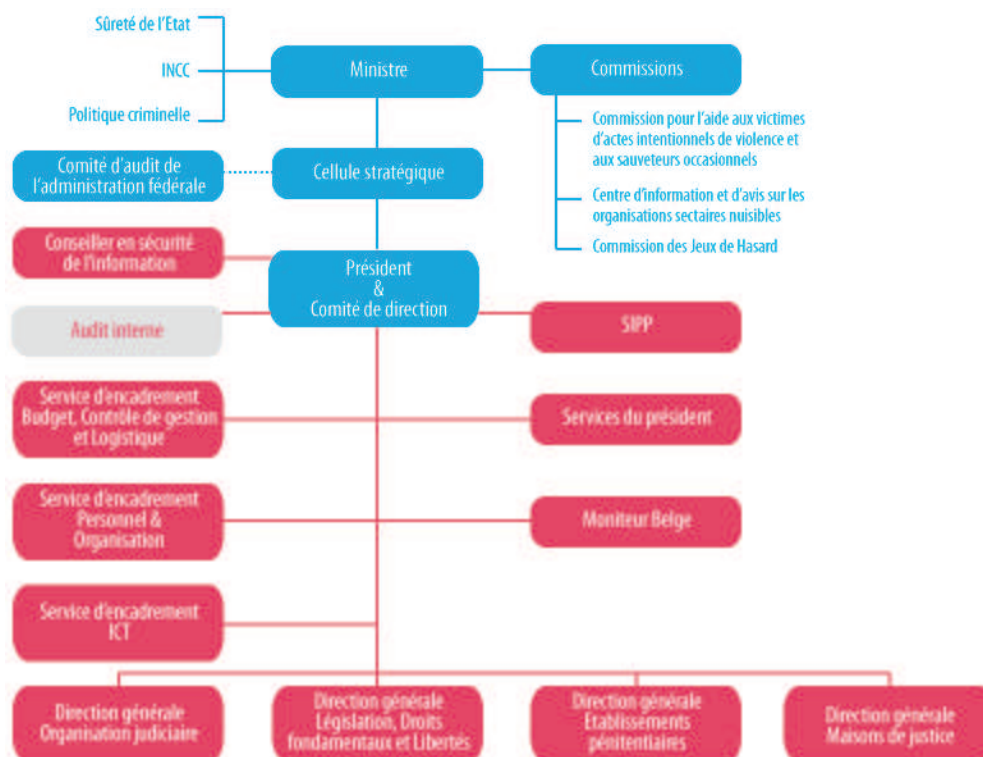 Sûreté de l'Etat
INCC
Politique criminelle
Ministre
Commissions
Commission pour l'aide aux victimes
d'actes intentionnels de violence et
aux sauveteurs occasionnels
Centre d'information et d'avis sur les
organisations sectaires nuisibles
Commission des Jeux de Hasard
Comité d'audit de
l'administration fédérale
Cellule stratégique
Conseiller en sécurité
de l'information
Président
&
Comité de direction
Audit interne
SIPP
Service d'encadrement
Budget, Contrôle de gestion
et Logistique
Services du président
Service d'encadrement
Personnel &
Organisation
Moniteur Belge
Service d'encadrement
ICT
Direction générale
Organisation judiciaire
Direction générale
Législation, Droits
fondamentaux et Libertés
Direction générale
Etablissements
pénitentiaires
Direction générale
Maisons de justice